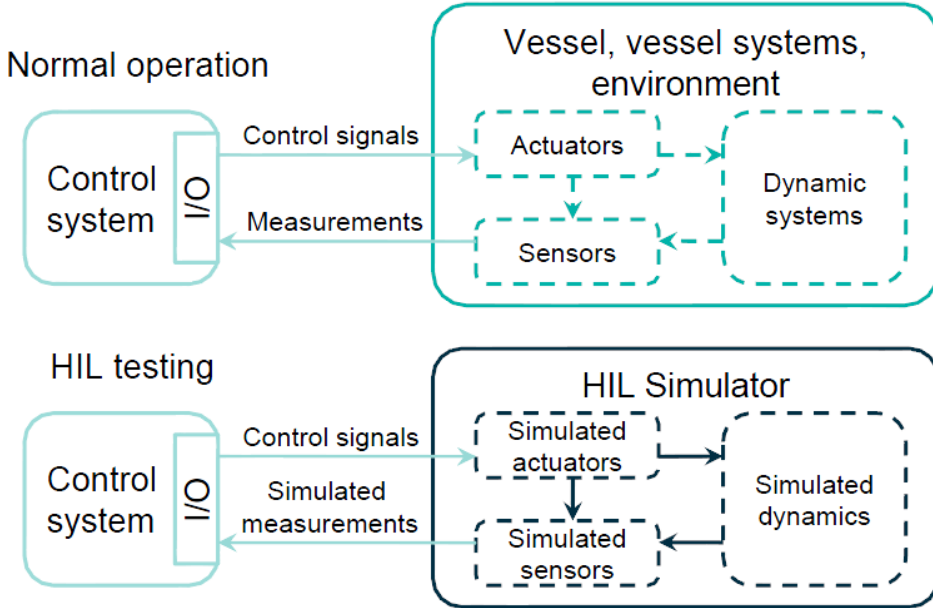 Normal operation
Control
system
I/O
Control signals
Measurements
Vessel, vessel systems,
environment
Actuators
Sensors
Dynamic
systems
HIL testing
Control
system
I/O
Control signals
Simulated
measurements
HIL Simulator
Simulated
actuators
Simulated
sensors
Simulated
dynamics